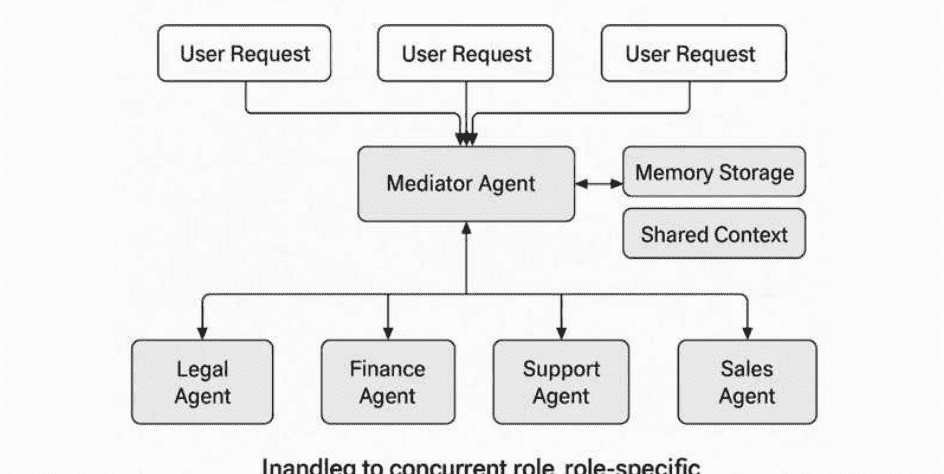 User Request
User Request
User Request
Mediator Agent
Memory Storage
Shared Context
Legal
Agent
Finance
Agent
Support
Agent
Sales
Agent
Inandleg to concurrent role, role-specific